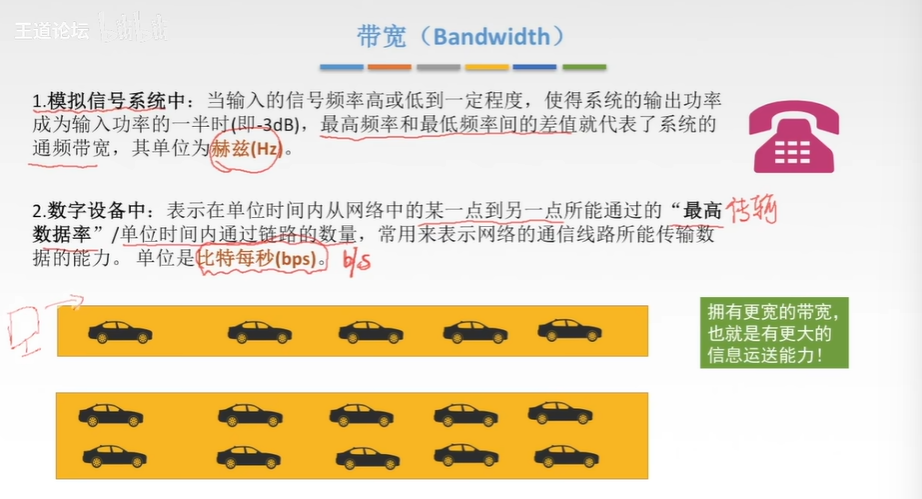 王道论坛
带宽（Bandwidth）
1.模拟信号系统中：当输入的信号频率高或低到一定程度，使得系统的输出功率
成为输入功率的一半时(即-3dB)，最高频率和最低频率间的差值就代表了系统的
通频带宽，其单位为赫兹(Hz)。
2.数字设备中：表示在单位时间内从网络中的某一点到另一点所能通过的“最高 传输
数据率”/单位时间内通过链路的数量，常用来表示网络的通信线路所能传输数
据的能力。 单位是比特每秒(bps)。 b/s
拥有更宽的带宽，
也就是有更大的
信息运送能力！